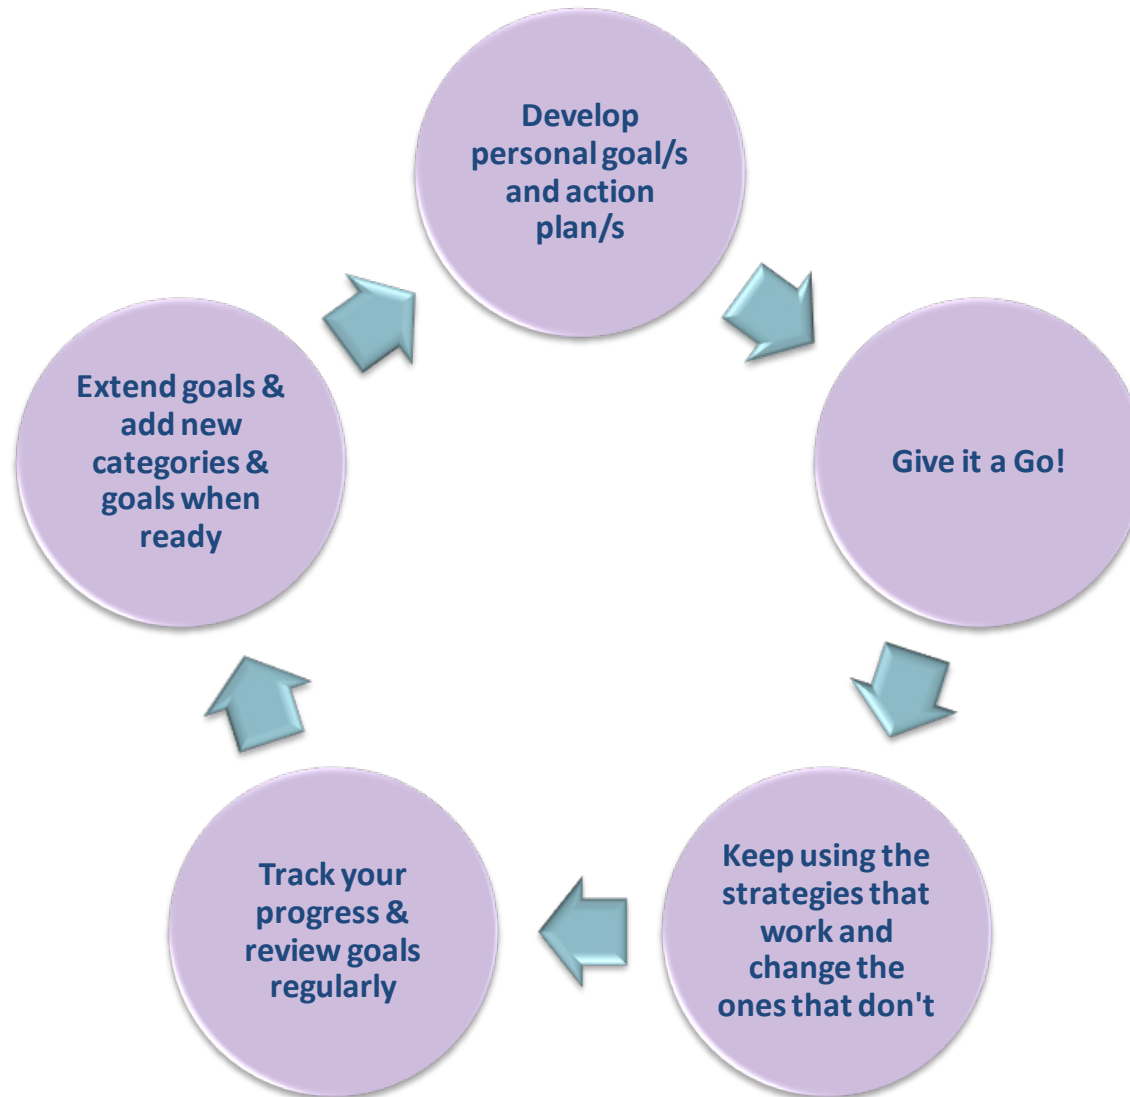 Develop
personal goal/s
and action
plan/s
Give it a Go!
Keep using the
strategies that
work and
change the
ones that don't
Track your
progress &
review goals
regularly
Extend goals &
add new
categories &
goals when
ready